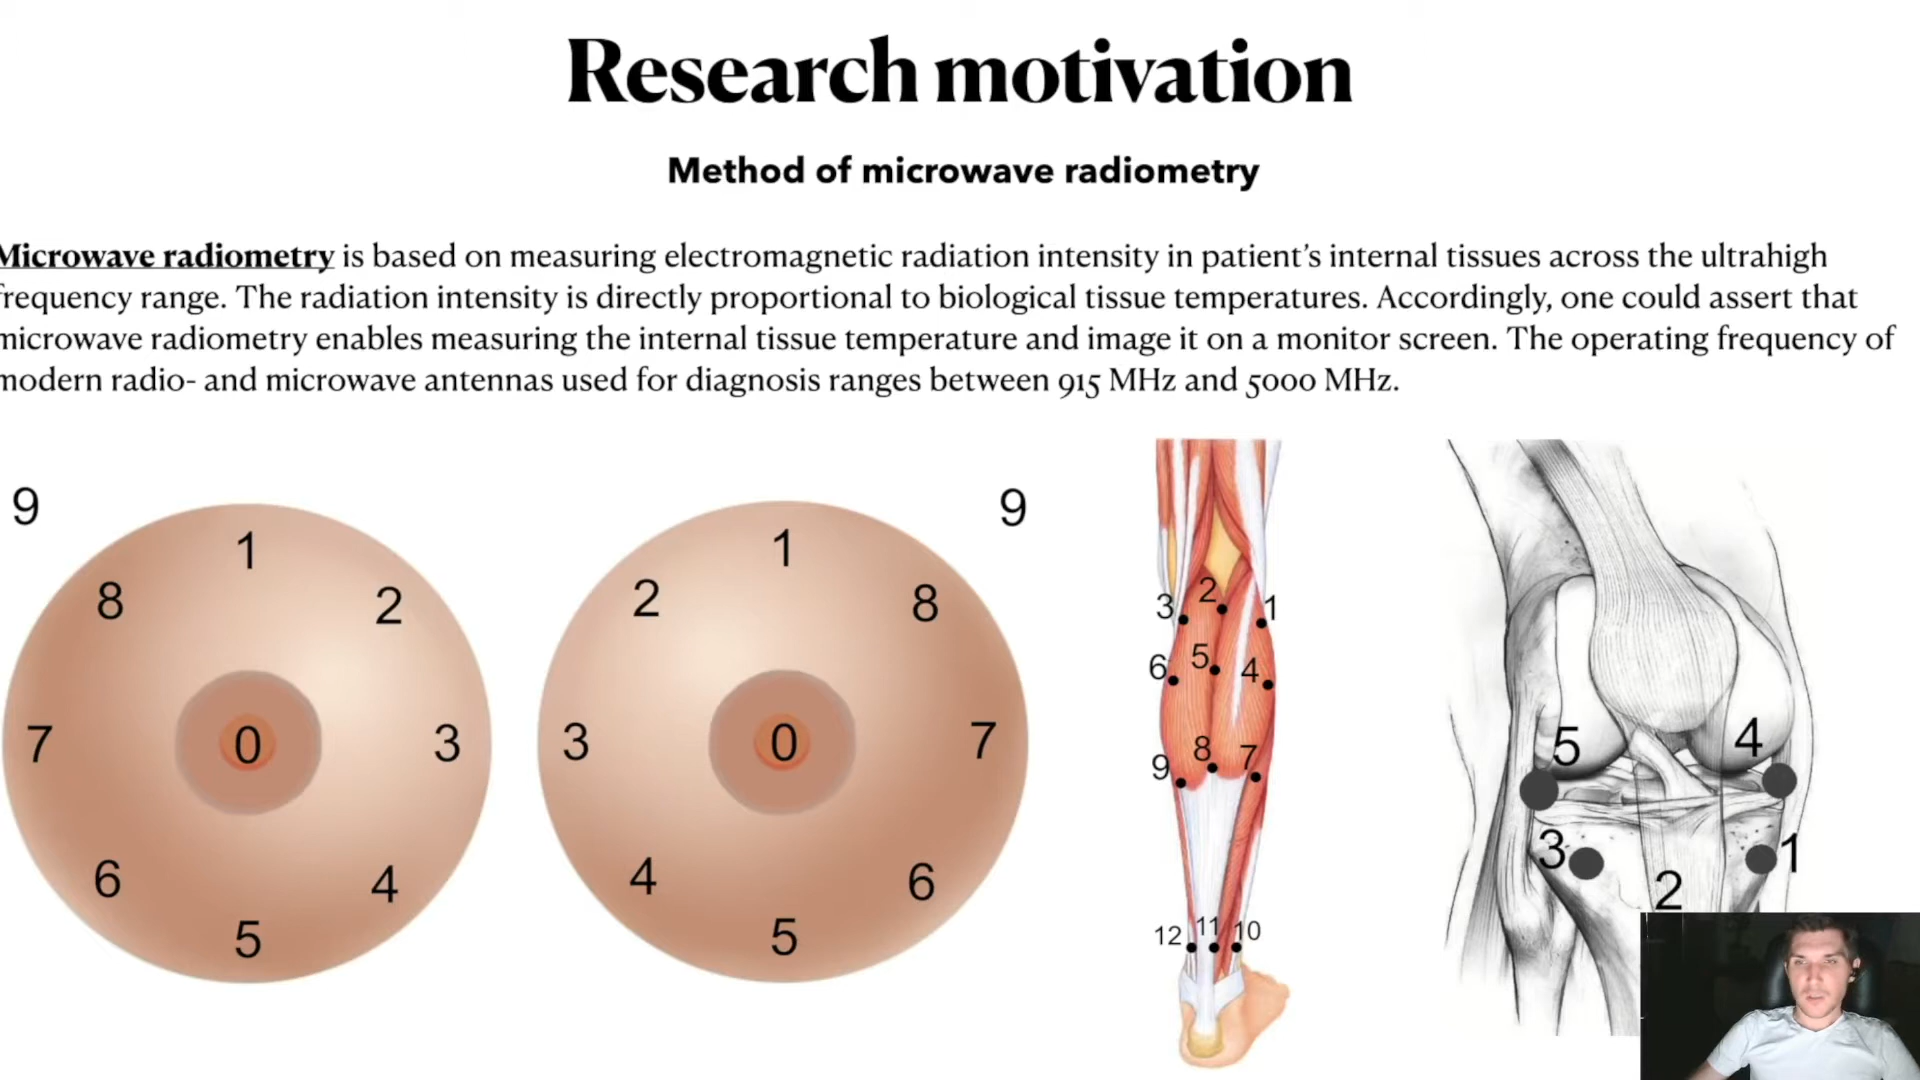 Research motivation
Method of microwave radiometry
Microwave radiometry is based on measuring electromagnetic radiation intensity in patient's internal tissues across the ultrahigh
frequency range. The radiation intensity is directly proportional to biological tissue temperatures. Accordingly, one could assert that
microwave radiometry enables measuring the internal tissue temperature and image it on a monitor screen. The operating frequency of
modern radio- and microwave antennas used for diagnosis ranges between 915 MHz and 5000 MHz.
9
1
8
2
7
0
3
6
4
5
9
1
2
8
3
0
7
4
6
5
3 2 1
6 5 4
9 8 7
12 11 10
5 4
3 1
2